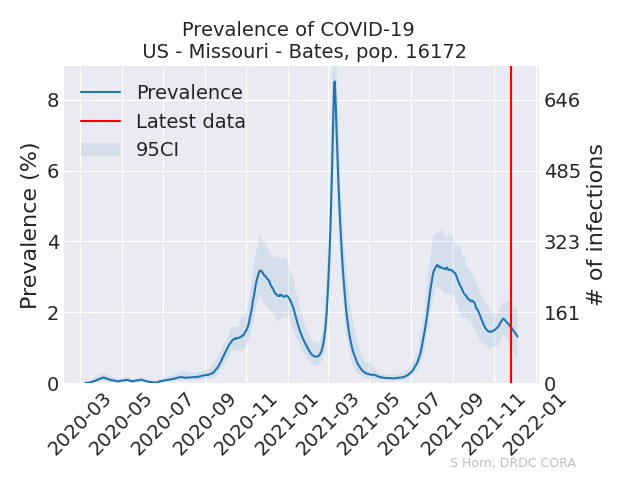 Prevalence of COVID-19
US - Missouri - Bates, pop. 16172
Prevalence
Latest data
95CI
Prevalence (%)
8
6
4
2
0
646
485
323
161
0
# of infections
2020-03
2020-05
2020-07
2020-09
2020-11
2021-01
2021-03
2021-05
2021-07
2021-09
2021-11
2022-01
S Horn, DRDC CORA